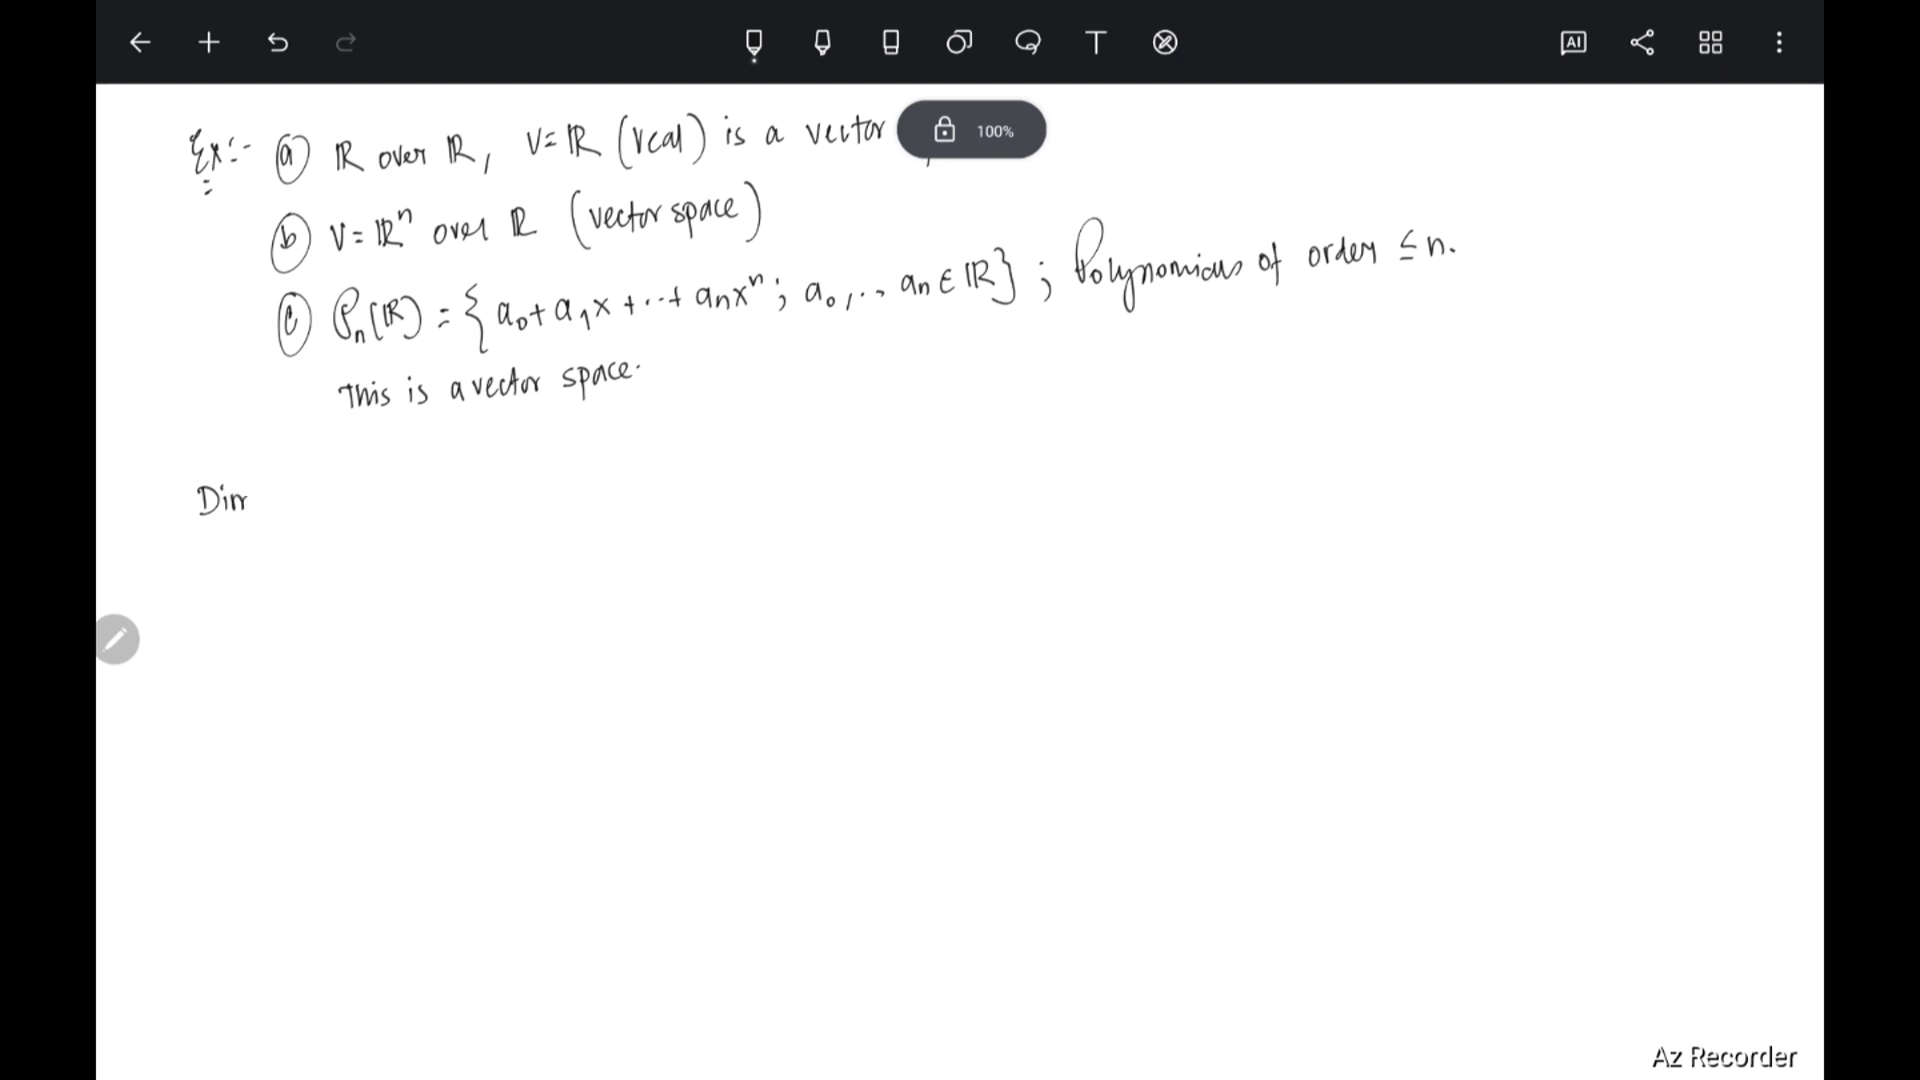 100%
Ex:- (a) ℝ over ℝ, V=ℝ (real) is a vector
(b) V=ℝⁿ over ℝ (vector space)
(c) Pₙ(ℝ) = { a₀+a₁x+..+aₙxⁿ; a₀,.., aₙ∈ℝ} ; Polynomials of order ≤n.
This is a vector space.
Dim
AI
T
Az Recorder